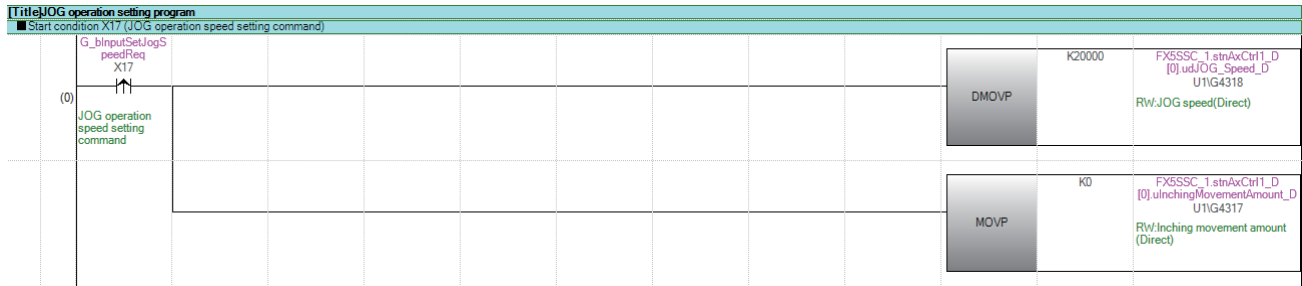 [Title]JOG operation setting program
■Start condition X17 (JOG operation speed setting command)
G_bInputSetJogS
peedReq
X17
(0)
JOG operation
speed setting
command
DMOVP
K20000
FX5SSC_1.stnAxCtrl1_D
[0].udJOG_Speed_D
U1\G4318
RW:JOG speed(Direct)
MOVP
K0
FX5SSC_1.stnAxCtrl1_D
[0].uInchingMovementAmount_D
U1\G4317
RW:Inching movement amount
(Direct)